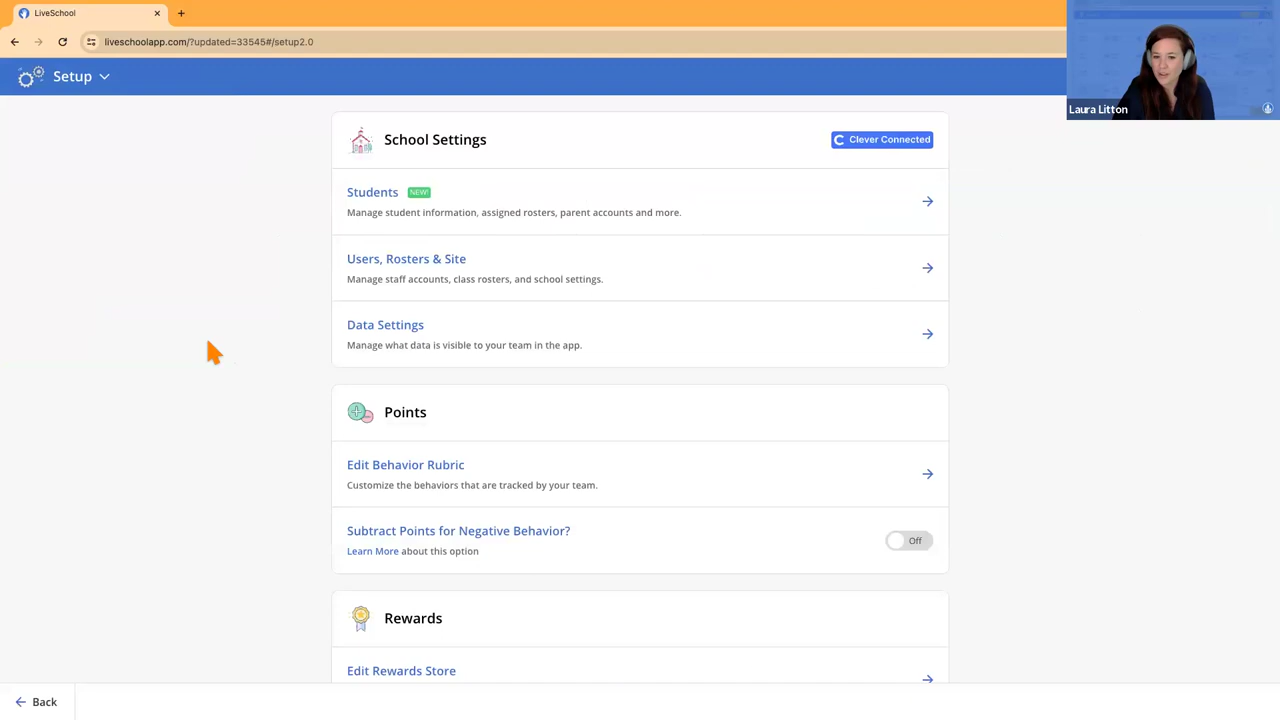 LiveSchool
liveschoolapp.com/?updated=33545#/setup2.0
Setup
Laura Litton
School Settings
Clever Connected
Students NEW!
Manage student information, assigned rosters, parent accounts and more.
Users, Rosters & Site
Manage staff accounts, class rosters, and school settings.
Data Settings
Manage what data is visible to your team in the app.
Points
Edit Behavior Rubric
Customize the behaviors that are tracked by your team.
Subtract Points for Negative Behavior?
Off
Learn More about this option
Rewards
Edit Rewards Store
Back